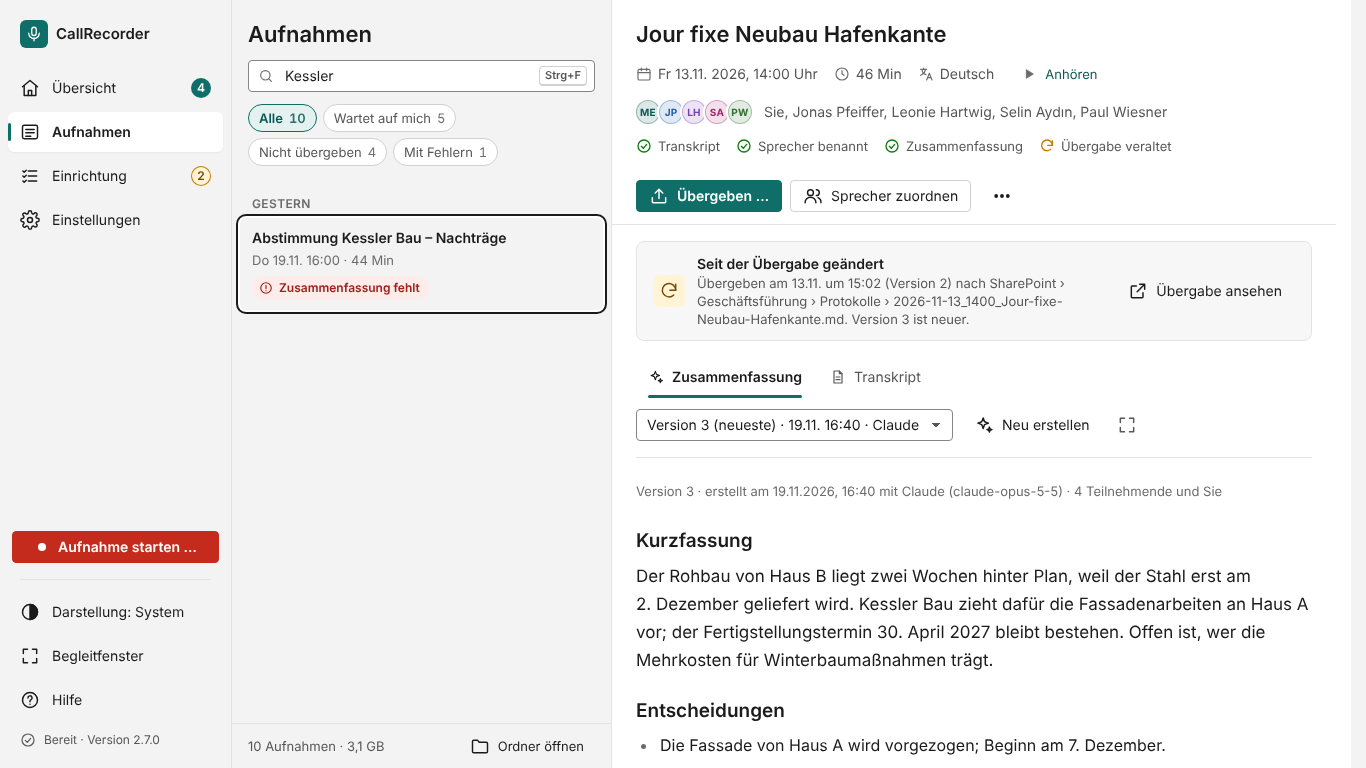 CallRecorder
Übersicht 4
Aufnahmen
Einrichtung 2
Einstellungen
Aufnahme starten …
Darstellung: System
Begleitfenster
Hilfe
Bereit · Version 2.7.0
Aufnahmen
Kessler Strg+F
Alle 10 Wartet auf mich 5
Nicht übergeben 4 Mit Fehlern 1
GESTERN
Abstimmung Kessler Bau – Nachträge
Do 19.11. 16:00 · 44 Min
Zusammenfassung fehlt
10 Aufnahmen · 3,1 GB Ordner öffnen
Jour fixe Neubau Hafenkante
Fr 13.11. 2026, 14:00 Uhr 46 Min Deutsch Anhören
ME JP LH SA PW Sie, Jonas Pfeiffer, Leonie Hartwig, Selin Aydın, Paul Wiesner
Transkript Sprecher benannt Zusammenfassung Übergabe veraltet
Übergeben … Sprecher zuordnen
Seit der Übergabe geändert
Übergeben am 13.11. um 15:02 (Version 2) nach SharePoint ›
Geschäftsführung › Protokolle › 2026-11-13_1400_Jour-fixe-
Neubau-Hafenkante.md. Version 3 ist neuer.
Übergabe ansehen
Zusammenfassung Transkript
Version 3 (neueste) · 19.11. 16:40 · Claude Neu erstellen
Version 3 · erstellt am 19.11.2026, 16:40 mit Claude (claude-opus-5-5) · 4 Teilnehmende und Sie
Kurzfassung
Der Rohbau von Haus B liegt zwei Wochen hinter Plan, weil der Stahl erst am
2. Dezember geliefert wird. Kessler Bau zieht dafür die Fassadenarbeiten an Haus A
vor; der Fertigstellungstermin 30. April 2027 bleibt bestehen. Offen ist, wer die
Mehrkosten für Winterbaumaßnahmen trägt.
Entscheidungen
• Die Fassade von Haus A wird vorgezogen; Beginn am 7. Dezember.